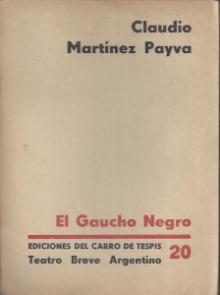 Claudio
Martínez Payva
El Gaucho Negro
EDICIONES DEL CARRO DE TESPIS
Teatro Breve Argentino 20